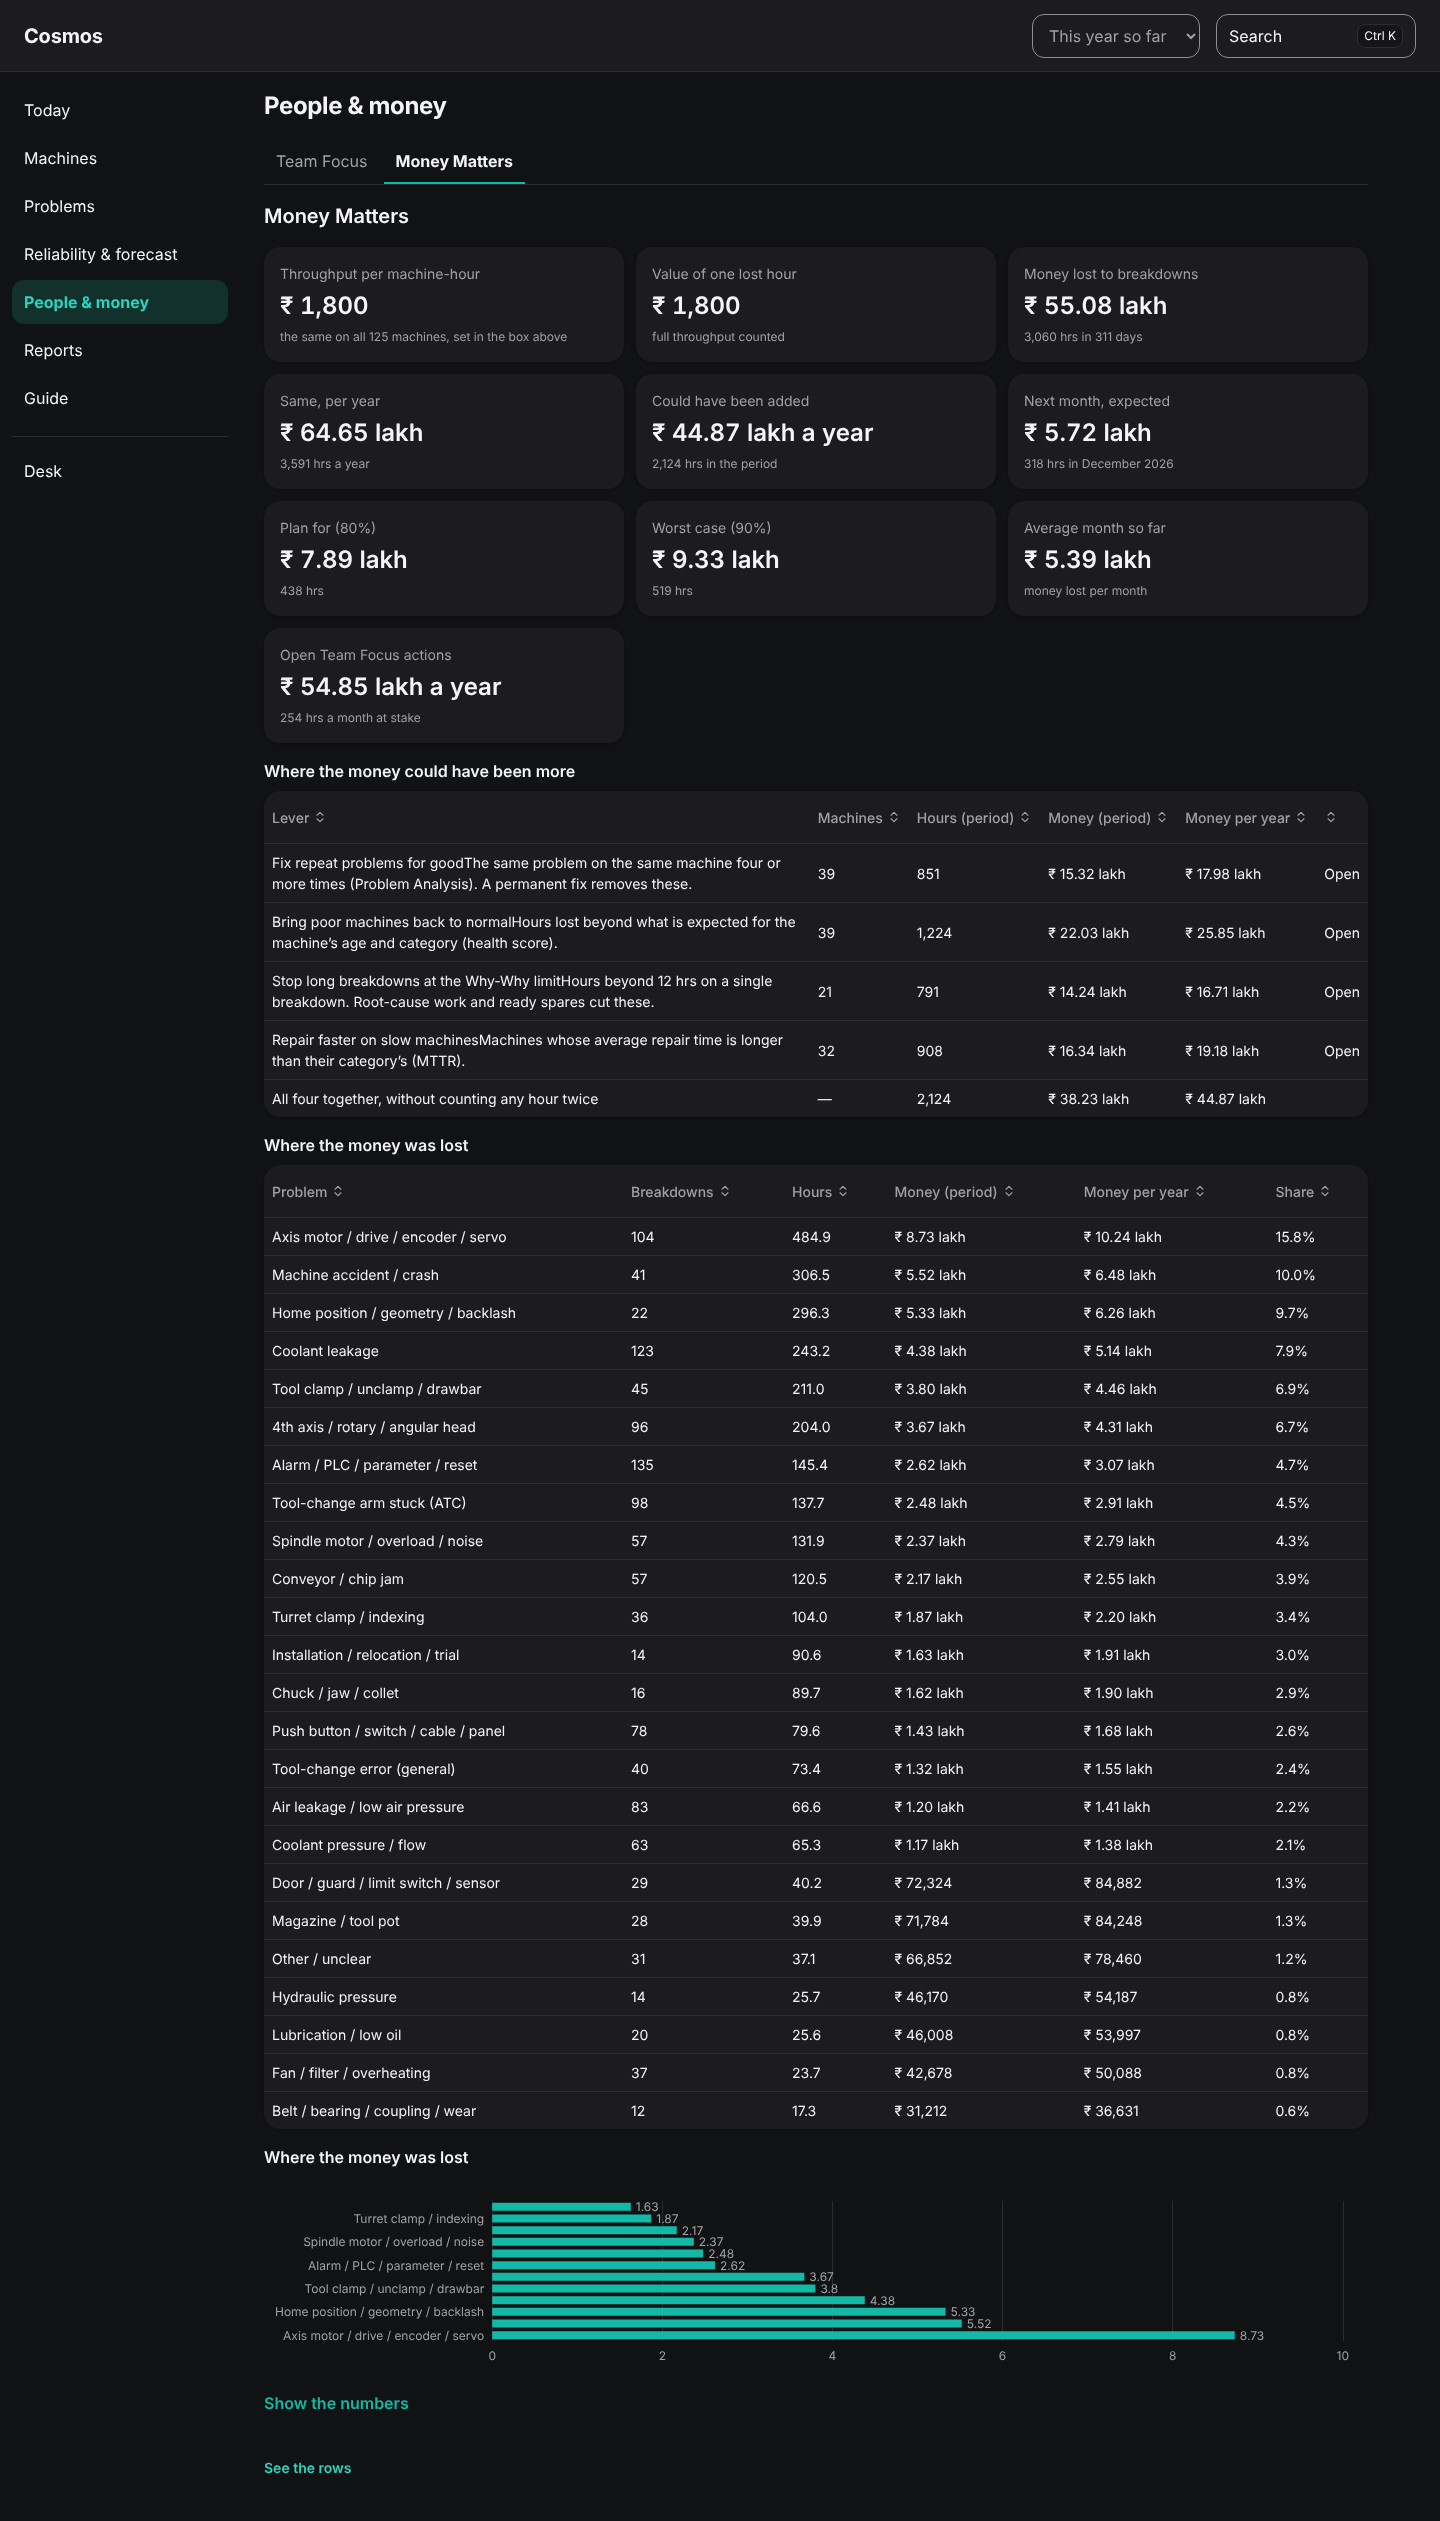 Cosmos
This year so far
Search
Ctrl K
Today
Machines
Problems
Reliability & forecast
People & money
Reports
Guide
Desk
People & money
Team Focus
Money Matters
Money Matters
Throughput per machine-hour
₹ 1,800
the same on all 125 machines, set in the box above
Value of one lost hour
₹ 1,800
full throughput counted
Money lost to breakdowns
₹ 55.08 lakh
3,060 hrs in 311 days
Same, per year
₹ 64.65 lakh
3,591 hrs a year
Could have been added
₹ 44.87 lakh a year
2,124 hrs in the period
Next month, expected
₹ 5.72 lakh
318 hrs in December 2026
Plan for (80%)
₹ 7.89 lakh
438 hrs
Worst case (90%)
₹ 9.33 lakh
519 hrs
Average month so far
₹ 5.39 lakh
money lost per month
Open Team Focus actions
₹ 54.85 lakh a year
254 hrs a month at stake
Where the money could have been more
Lever Machines Hours (period) Money (period) Money per year
Fix repeat problems for goodThe same problem on the same machine four or
more times (Problem Analysis). A permanent fix removes these.
39 851 ₹ 15.32 lakh ₹ 17.98 lakh Open
Bring poor machines back to normalHours lost beyond what is expected for the
machine’s age and category (health score).
39 1,224 ₹ 22.03 lakh ₹ 25.85 lakh Open
Stop long breakdowns at the Why-Why limitHours beyond 12 hrs on a single
breakdown. Root-cause work and ready spares cut these.
21 791 ₹ 14.24 lakh ₹ 16.71 lakh Open
Repair faster on slow machinesMachines whose average repair time is longer
than their category’s (MTTR).
32 908 ₹ 16.34 lakh ₹ 19.18 lakh Open
All four together, without counting any hour twice — 2,124 ₹ 38.23 lakh ₹ 44.87 lakh
Where the money was lost
Problem Breakdowns Hours Money (period) Money per year Share
Axis motor / drive / encoder / servo 104 484.9 ₹ 8.73 lakh ₹ 10.24 lakh 15.8%
Machine accident / crash 41 306.5 ₹ 5.52 lakh ₹ 6.48 lakh 10.0%
Home position / geometry / backlash 22 296.3 ₹ 5.33 lakh ₹ 6.26 lakh 9.7%
Coolant leakage 123 243.2 ₹ 4.38 lakh ₹ 5.14 lakh 7.9%
Tool clamp / unclamp / drawbar 45 211.0 ₹ 3.80 lakh ₹ 4.46 lakh 6.9%
4th axis / rotary / angular head 96 204.0 ₹ 3.67 lakh ₹ 4.31 lakh 6.7%
Alarm / PLC / parameter / reset 135 145.4 ₹ 2.62 lakh ₹ 3.07 lakh 4.7%
Tool-change arm stuck (ATC) 98 137.7 ₹ 2.48 lakh ₹ 2.91 lakh 4.5%
Spindle motor / overload / noise 57 131.9 ₹ 2.37 lakh ₹ 2.79 lakh 4.3%
Conveyor / chip jam 57 120.5 ₹ 2.17 lakh ₹ 2.55 lakh 3.9%
Turret clamp / indexing 36 104.0 ₹ 1.87 lakh ₹ 2.20 lakh 3.4%
Installation / relocation / trial 14 90.6 ₹ 1.63 lakh ₹ 1.91 lakh 3.0%
Chuck / jaw / collet 16 89.7 ₹ 1.62 lakh ₹ 1.90 lakh 2.9%
Push button / switch / cable / panel 78 79.6 ₹ 1.43 lakh ₹ 1.68 lakh 2.6%
Tool-change error (general) 40 73.4 ₹ 1.32 lakh ₹ 1.55 lakh 2.4%
Air leakage / low air pressure 83 66.6 ₹ 1.20 lakh ₹ 1.41 lakh 2.2%
Coolant pressure / flow 63 65.3 ₹ 1.17 lakh ₹ 1.38 lakh 2.1%
Door / guard / limit switch / sensor 29 40.2 ₹ 72,324 ₹ 84,882 1.3%
Magazine / tool pot 28 39.9 ₹ 71,784 ₹ 84,248 1.3%
Other / unclear 31 37.1 ₹ 66,852 ₹ 78,460 1.2%
Hydraulic pressure 14 25.7 ₹ 46,170 ₹ 54,187 0.8%
Lubrication / low oil 20 25.6 ₹ 46,008 ₹ 53,997 0.8%
Fan / filter / overheating 37 23.7 ₹ 42,678 ₹ 50,088 0.8%
Belt / bearing / coupling / wear 12 17.3 ₹ 31,212 ₹ 36,631 0.6%
Where the money was lost
1.63
Turret clamp / indexing 1.87
2.17
Spindle motor / overload / noise 2.37
2.48
Alarm / PLC / parameter / reset 2.62
3.67
Tool clamp / unclamp / drawbar 3.8
4.38
Home position / geometry / backlash 5.33
5.52
Axis motor / drive / encoder / servo 8.73
0 2 4 6 8 10
Show the numbers
See the rows